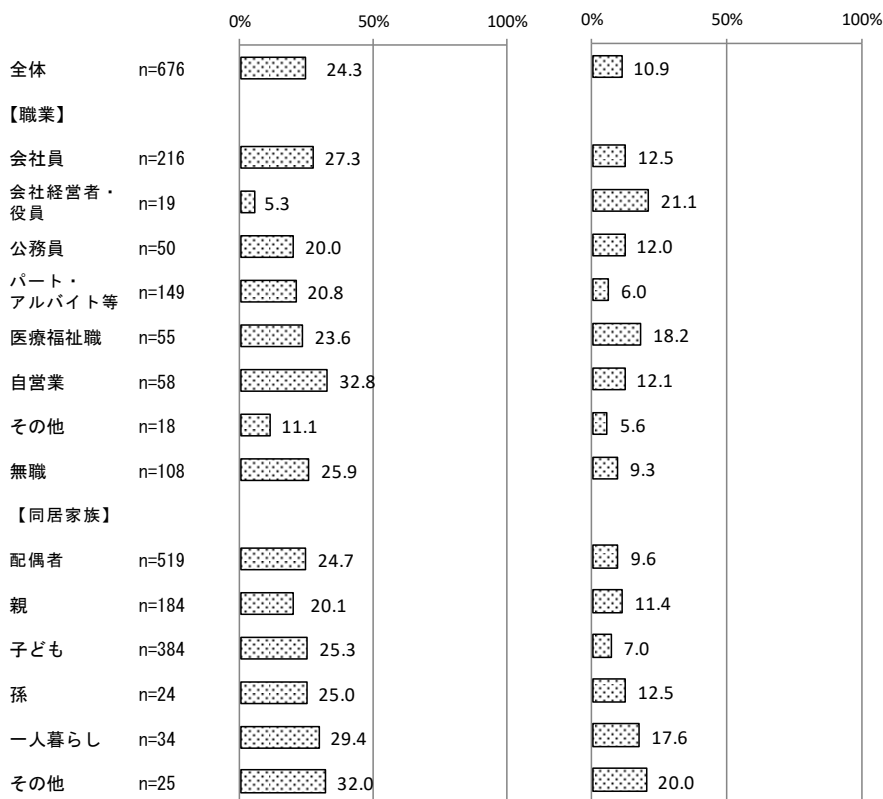 0% 50% 100% 0% 50% 100%
全体 n=676 24.3 10.9
【職業】
会社員 n=216 27.3 12.5
会社経営者・
役員 n=19 5.3 21.1
公務員 n=50 20.0 12.0
パート・
アルバイト等 n=149 20.8 6.0
医療福祉職 n=55 23.6 18.2
自営業 n=58 32.8 12.1
その他 n=18 11.1 5.6
無職 n=108 25.9 9.3
【同居家族】
配偶者 n=519 24.7 9.6
親 n=184 20.1 11.4
子ども n=384 25.3 7.0
孫 n=24 25.0 12.5
一人暮らし n=34 29.4 17.6
その他 n=25 32.0 20.0